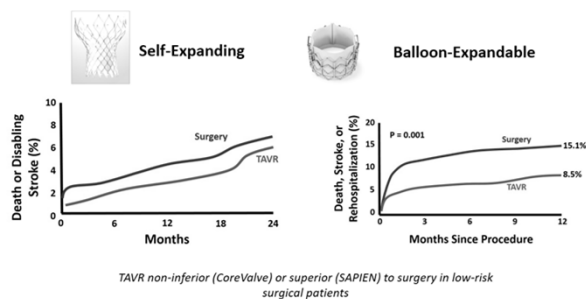 Self-Expanding
Balloon-Expandable
Death or Disabling
Stroke (%)
10
8
6
4
2
0
Surgery
TAVR
0
6
12
18
24
Months
Death, Stroke, or
Rehospitalization (%)
20
15
10
5
0
P = 0.001
Surgery
15.1%
TAVR
8.5%
0
3
6
9
12
Months Since Procedure
TAVR non-inferior (CoreValve) or superior (SAPIEN) to surgery in low-risk
surgical patients